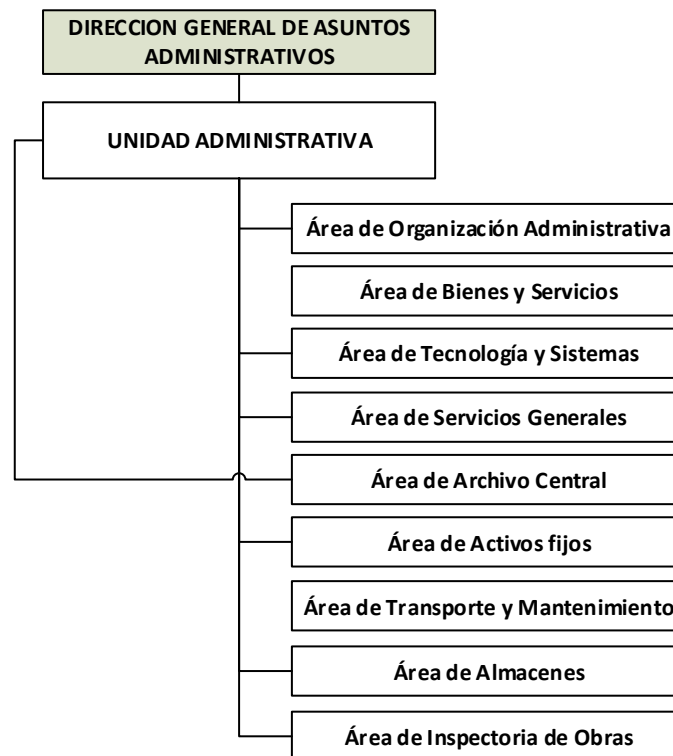 DIRECCION GENERAL DE ASUNTOS
ADMINISTRATIVOS
UNIDAD ADMINISTRATIVA
Área de Organización Administrativa
Área de Bienes y Servicios
Área de Tecnología y Sistemas
Área de Servicios Generales
Área de Archivo Central
Área de Activos fijos
Área de Transporte y Mantenimiento
Área de Almacenes
Área de Inspectoria de Obras